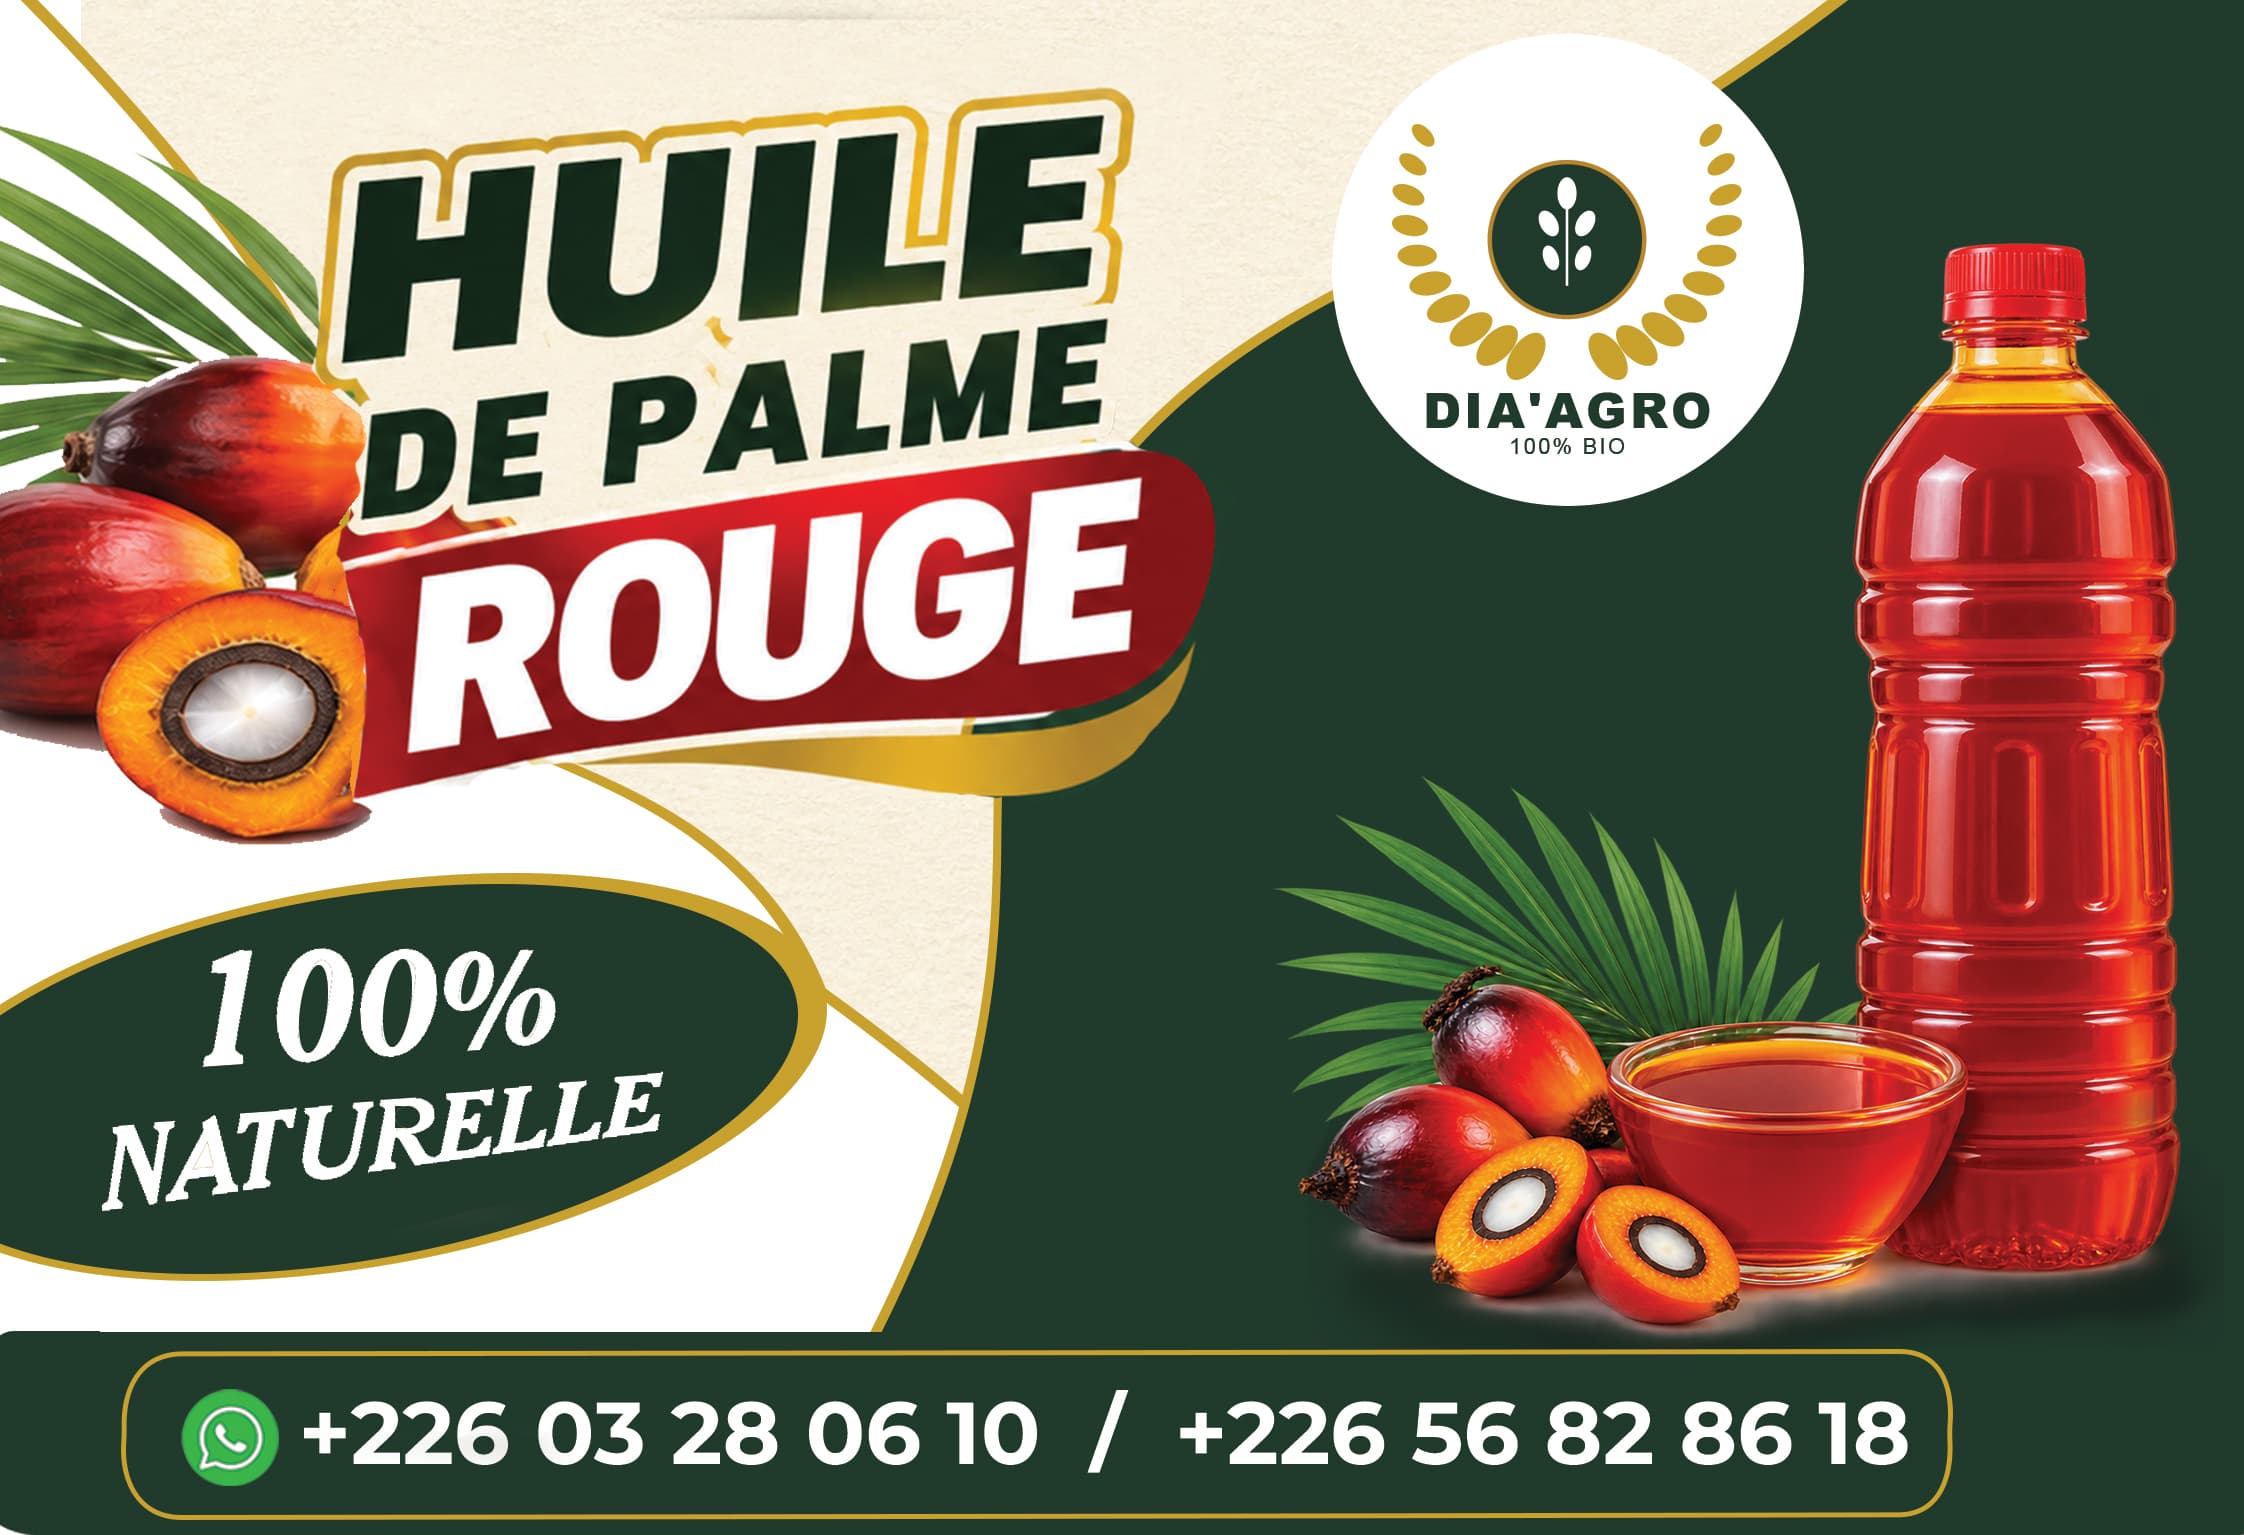 HUILE
DE PALME
ROUGE
DIA'AGRO
100% BIO
100%
NATURELLE
+226 03 28 06 10 / +226 56 82 86 18